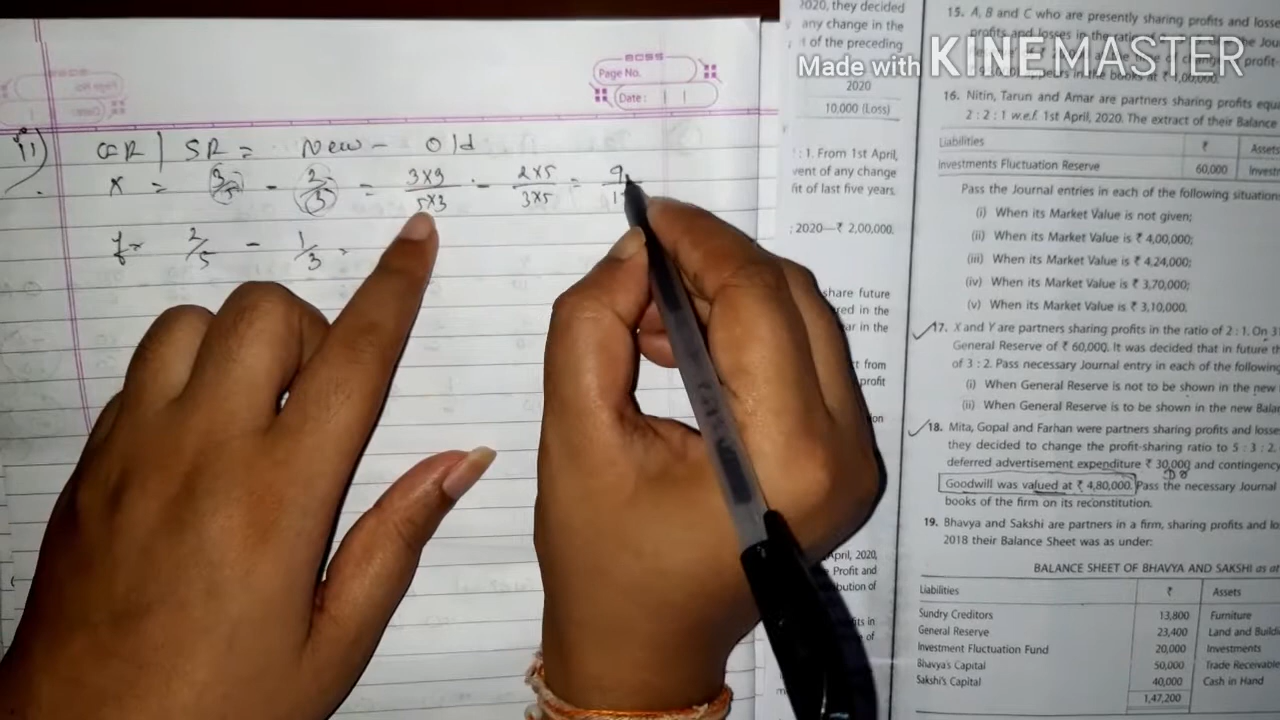 BOSS
Page No.
Date :
ii)
GR | SR = New - Old
X = 3/5 - 2/3 = 3×3/5×3 - 2×5/3×5 = 9
Y = 2/5 - 1/3 =
2020, they decided
any change in the
of the preceding
2020
10,000 (Loss)
: 1. From 1st April,
vent of any change
fit of last five years.
; 2020—₹ 2,00,000.
share future
red in the
ar in the
t from
profit
April, 2020,
Profit and
bution of
its in
of
Made with KINEMASTER
15. A, B and C who are presently sharing profits and losse
profits and losses in the ratio of
16. Nitin, Tarun and Amar are partners sharing profits equ
2 : 2 : 1 w.e.f. 1st April, 2020. The extract of their Balance
Liabilities ₹ Assets
Investments Fluctuation Reserve 60,000 Invest
Pass the Journal entries in each of the following situation
(i) When its Market Value is not given;
(ii) When its Market Value is ₹ 4,00,000;
(iii) When its Market Value is ₹ 4,24,000;
(iv) When its Market Value is ₹ 3,70,000;
(v) When its Market Value is ₹ 3,10,000.
17. X and Y are partners sharing profits in the ratio of 2 : 1. On 3
General Reserve of ₹ 60,000. It was decided that in future th
of 3 : 2. Pass necessary Journal entry in each of the following
(i) When General Reserve is not to be shown in the new
(ii) When General Reserve is to be shown in the new Bala
18. Mita, Gopal and Farhan were partners sharing profits and losse
they decided to change the profit-sharing ratio to 5 : 3 : 2.
deferred advertisement expenditure ₹ 30,000 and contingency
Goodwill was valued at ₹ 4,80,000. Pass the necessary Journal
books of the firm on its reconstitution.
19. Bhavya and Sakshi are partners in a firm, sharing profits and lo
2018 their Balance Sheet was as under:
BALANCE SHEET OF BHAVYA AND SAKSHI as at
Liabilities ₹ Assets
Sundry Creditors 13,800 Furniture
General Reserve 23,400 Land and Build
Investment Fluctuation Fund 20,000 Investments
Bhavya's Capital 50,000 Trade Receivable
Sakshi's Capital 40,000 Cash in Hand
1,47,200